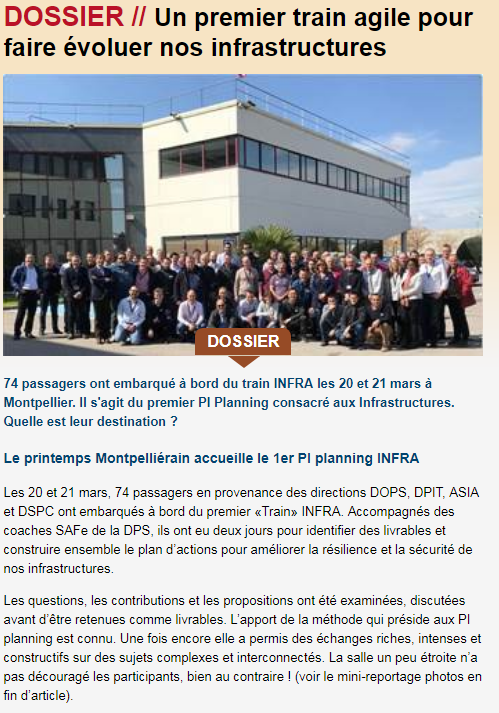 DOSSIER // Un premier train agile pour
faire évoluer nos infrastructures
DOSSIER
74 passagers ont embarqué à bord du train INFRA les 20 et 21 mars à
Montpellier. Il s'agit du premier PI Planning consacré aux Infrastructures.
Quelle est leur destination ?
Le printemps Montpelliérain accueille le 1er PI planning INFRA
Les 20 et 21 mars, 74 passagers en provenance des directions DOPS, DPIT, ASIA
et DSPC ont embarqués à bord du premier «Train» INFRA. Accompagnés des
coaches SAFe de la DPS, ils ont eu deux jours pour identifier des livrables et
construire ensemble le plan d'actions pour améliorer la résilience et la sécurité de
nos infrastructures.
Les questions, les contributions et les propositions ont été examinées, discutées
avant d'être retenues comme livrables. L'apport de la méthode qui préside aux PI
planning est connu. Une fois encore elle a permis des échanges riches, intenses et
constructifs sur des sujets complexes et interconnectés. La salle un peu étroite n'a
pas découragé les participants, bien au contraire ! (voir le mini-reportage photos en
fin d'article).